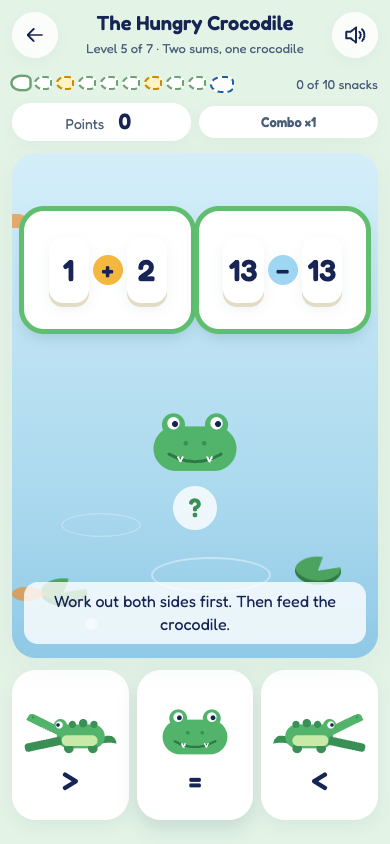 The Hungry Crocodile
Level 5 of 7 · Two sums, one crocodile
0 of 10 snacks
Points 0
Combo ×1
1 + 2 13 − 13
?
Work out both sides first. Then feed the
crocodile.
> = <